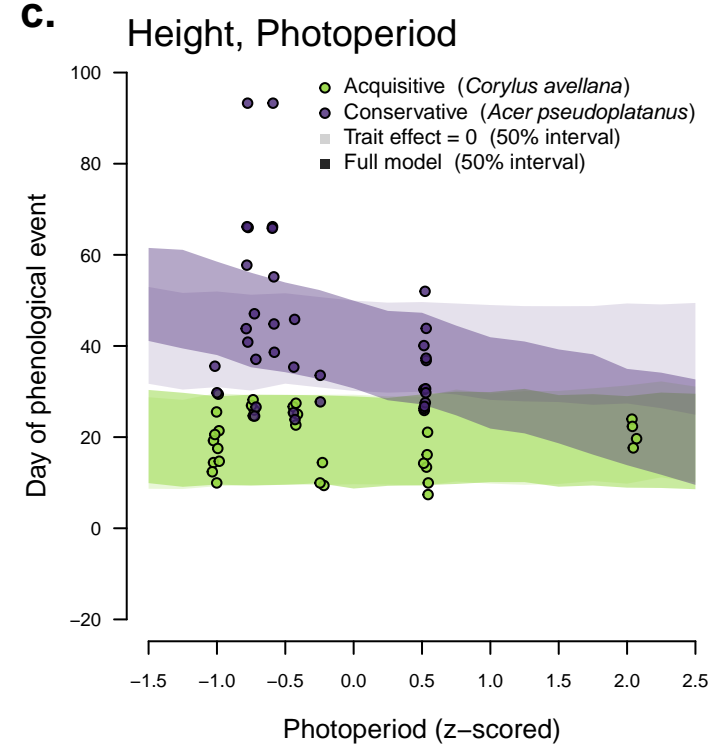 c.
Height, Photoperiod
Acquisitive (Corylus avellana)
Conservative (Acer pseudoplatanus)
Trait effect = 0 (50% interval)
Full model (50% interval)
Day of phenological event
100
80
60
40
20
0
−20
−1.5 −1.0 −0.5 0.0 0.5 1.0 1.5 2.0 2.5
Photoperiod (z−scored)